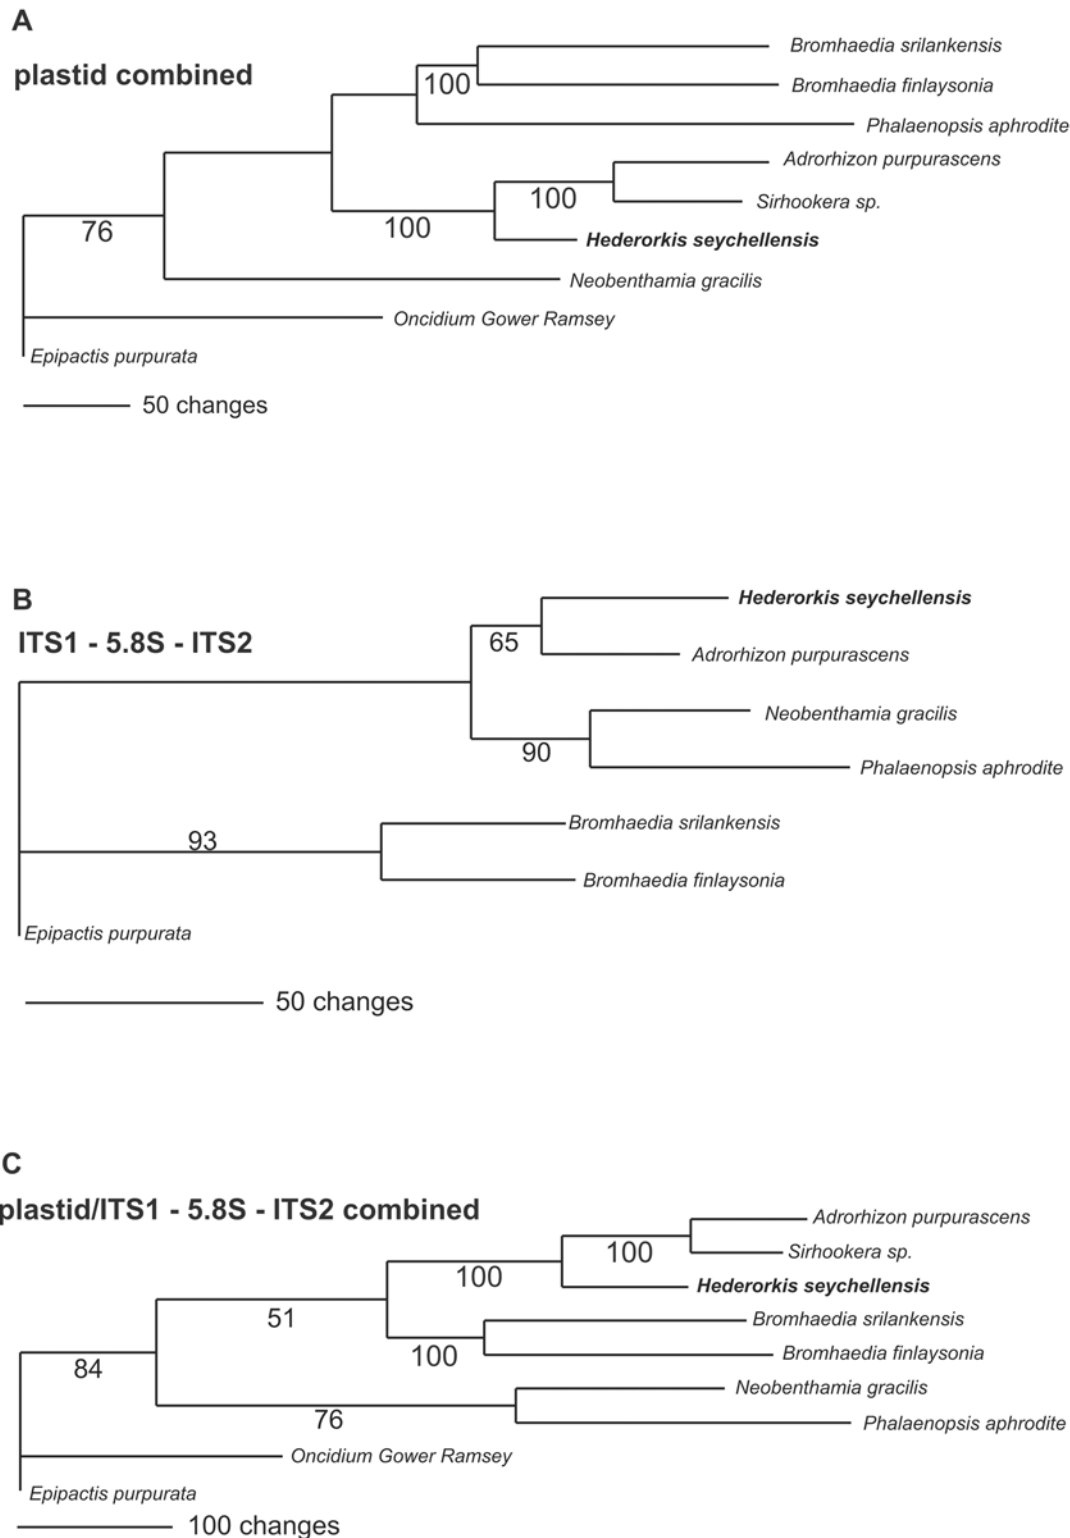 A
plastid combined
Bromhaedia srilankensis
100
Bromhaedia finlaysonia
Phalaenopsis aphrodite
Adrorhizon purpurascens
100
Sirhookera sp.
76
100
Hederorkis seychellensis
Neobenthamia gracilis
Oncidium Gower Ramsey
Epipactis purpurata
50 changes
B
ITS1 - 5.8S - ITS2
Hederorkis seychellensis
65
Adrorhizon purpurascens
Neobenthamia gracilis
90
Phalaenopsis aphrodite
93
Bromhaedia srilankensis
Bromhaedia finlaysonia
Epipactis purpurata
50 changes
C
plastid/ITS1 - 5.8S - ITS2 combined
Adrorhizon purpurascens
100
Sirhookera sp.
100
Hederorkis seychellensis
51
Bromhaedia srilankensis
100
Bromhaedia finlaysonia
84
Neobenthamia gracilis
76
Phalaenopsis aphrodite
Oncidium Gower Ramsey
Epipactis purpurata
100 changes